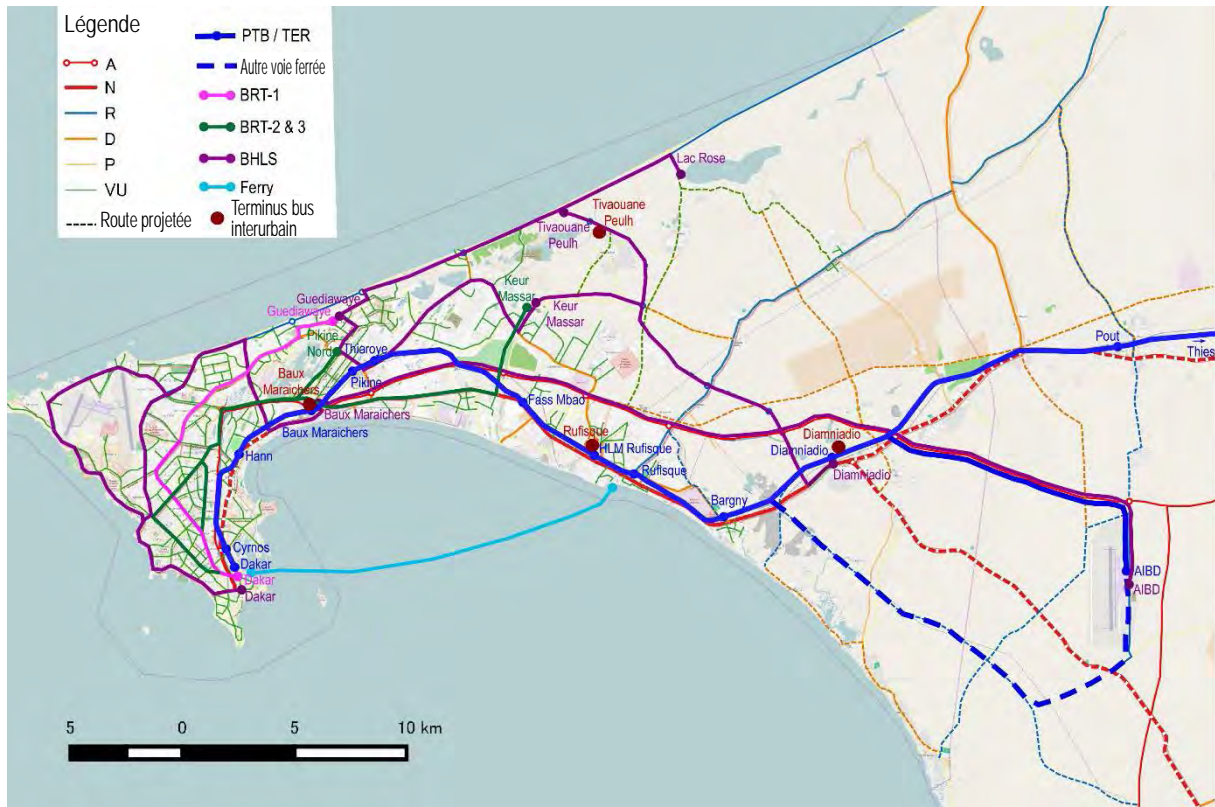 Légende
A
N
R
D
P
VU
Route projetée
PTB / TER
Autre voie ferrée
BRT-1
BRT-2 & 3
BHLS
Ferry
Terminus bus
interurbain
Lac Rose
Tivaouane
Peulh
Tivaouane
Peulh
Keur
Massar
Keur
Massar
Guediawaye
Guediawaye
Pikine
Nord
Thiaroye
Pikine
Baux
Maraichers
Baux Maraichers
Baux Maraichers
Hann
Cyrnos
Dakar
Dakar
Dakar
Fass Mbao
Rufisque
HLM Rufisque
Rufisque
Bargny
Diamniadio
Diamniadio
Diamniadio
Pout
→
Thies
AIBD
AIBD
5 0 5 10 km